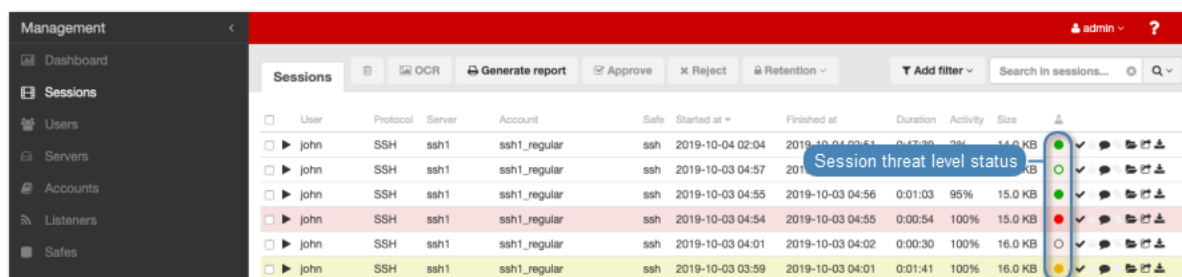 Management
admin
?
Dashboard
Sessions
Users
Servers
Accounts
Listeners
Safes
Sessions OCR Generate report Approve Reject Retention Add filter Search in sessions...
User Protocol Server Account Safe Started at Finished at Duration Activity Size
john SSH ssh1 ssh1_regular ssh 2019-10-04 02:04
Session threat level status
john SSH ssh1 ssh1_regular ssh 2019-10-03 04:57
john SSH ssh1 ssh1_regular ssh 2019-10-03 04:55 2019-10-03 04:56 0:01:03 95% 15.0 KB
john SSH ssh1 ssh1_regular ssh 2019-10-03 04:54 2019-10-03 04:55 0:00:54 100% 15.0 KB
john SSH ssh1 ssh1_regular ssh 2019-10-03 04:01 2019-10-03 04:02 0:00:30 100% 16.0 KB
john SSH ssh1 ssh1_regular ssh 2019-10-03 03:59 2019-10-03 04:01 0:01:41 100% 16.0 KB